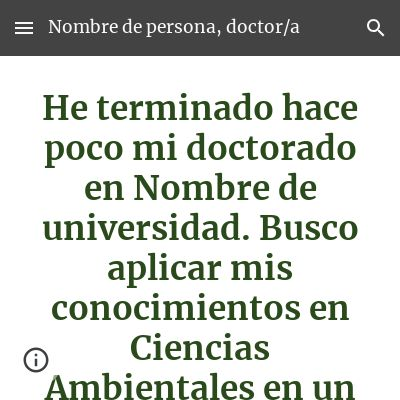 Nombre de persona, doctor/a
He terminado hace
poco mi doctorado
en Nombre de
universidad. Busco
aplicar mis
conocimientos en
Ciencias
Ambientales en un